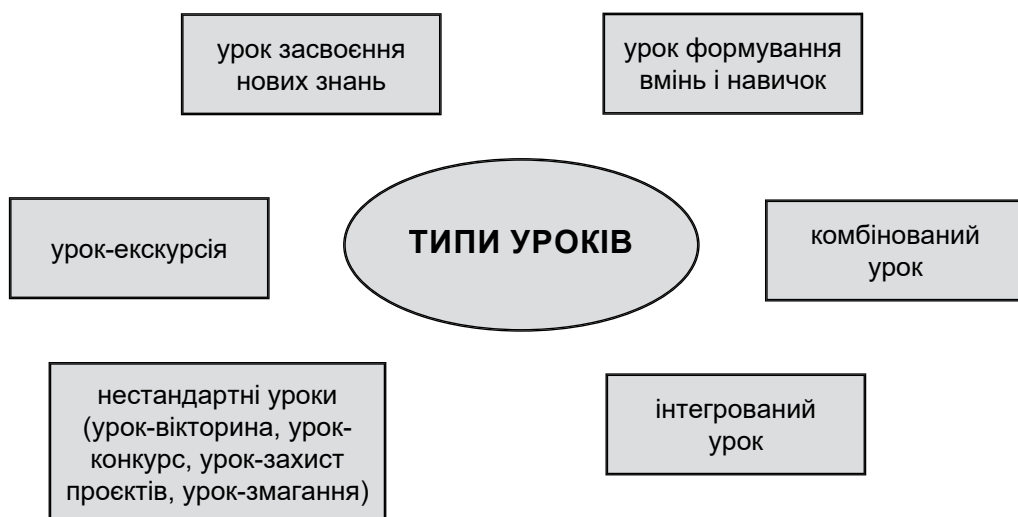 урок засвоєння
нових знань
урок формування
вмінь і навичок
урок-екскурсія
ТИПИ УРОКІВ
комбінований
урок
нестандартні уроки
(урок-вікторина, урок-
конкурс, урок-захист
проєктів, урок-змагання)
інтегрований
урок